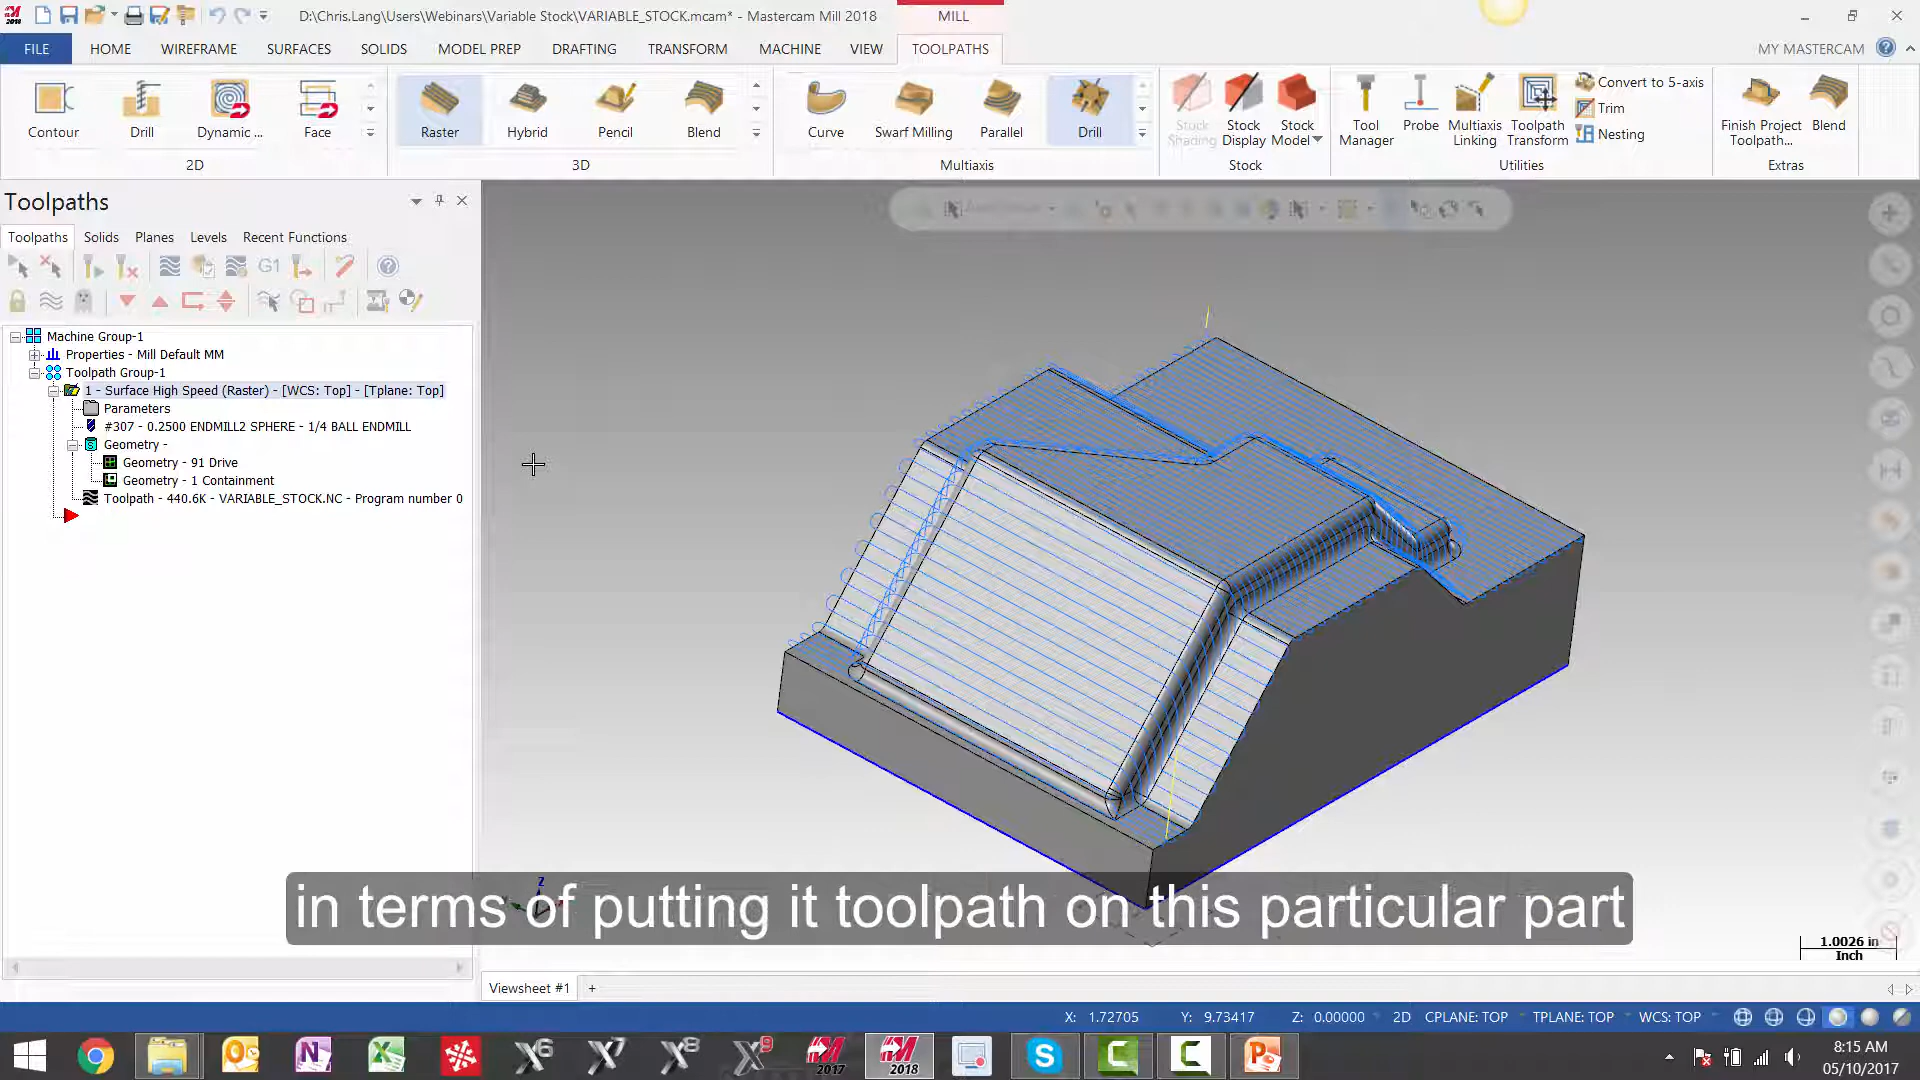 D:\Chris.Lang\Users\Webinars\Variable Stock\VARIABLE_STOCK.mcam* - Mastercam Mill 2018
MILL
FILE HOME WIREFRAME SURFACES SOLIDS MODEL PREP DRAFTING TRANSFORM MACHINE VIEW TOOLPATHS
MY MASTERCAM
Contour Drill Dynamic ... Face
2D
Raster Hybrid Pencil Blend
3D
Curve Swarf Milling Parallel Drill
Multiaxis
Stock Shading Stock Display Stock Model
Stock
Tool Manager Probe Multiaxis Linking Toolpath Transform
Convert to 5-axis
Trim
Nesting
Utilities
Finish Project Toolpath... Blend
Extras
Toolpaths
Toolpaths Solids Planes Levels Recent Functions
G1
Machine Group-1
Properties - Mill Default MM
Toolpath Group-1
1 - Surface High Speed (Raster) - [WCS: Top] - [Tplane: Top]
Parameters
#307 - 0.2500 ENDMILL2 SPHERE - 1/4 BALL ENDMILL
Geometry -
Geometry - 91 Drive
Geometry - 1 Containment
Toolpath - 440.6K - VARIABLE_STOCK.NC - Program number 0
Z
in terms of putting it toolpath on this particular part
1.0026 in
Inch
Viewsheet #1 +
X: 1.72705 Y: 9.73417 Z: 0.00000 2D CPLANE: TOP TPLANE: TOP WCS: TOP
X6 X7 X8 X9 2017 2018
8:15 AM
05/10/2017